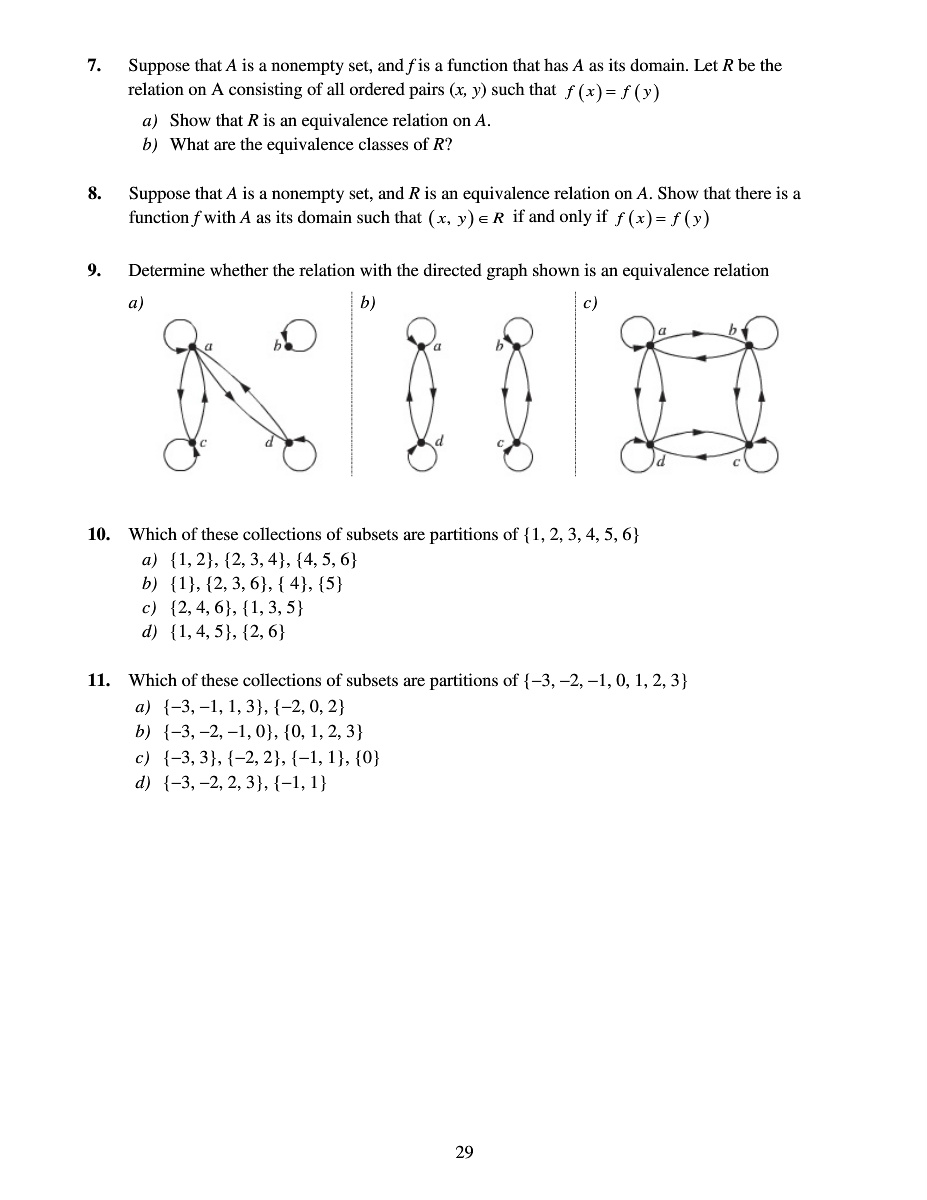 7. Suppose that A is a nonempty set, and f is a function that has A as its domain. Let R be the
relation on A consisting of all ordered pairs (x, y) such that f (x) = f (y)
a) Show that R is an equivalence relation on A.
b) What are the equivalence classes of R?
8. Suppose that A is a nonempty set, and R is an equivalence relation on A. Show that there is a
function f with A as its domain such that (x, y) ∈ R if and only if f (x) = f (y)
9. Determine whether the relation with the directed graph shown is an equivalence relation
a) b) c)
a b a b a b
c d d c d c
10. Which of these collections of subsets are partitions of {1, 2, 3, 4, 5, 6}
a) {1, 2}, {2, 3, 4}, {4, 5, 6}
b) {1}, {2, 3, 6}, { 4}, {5}
c) {2, 4, 6}, {1, 3, 5}
d) {1, 4, 5}, {2, 6}
11. Which of these collections of subsets are partitions of {−3, −2, −1, 0, 1, 2, 3}
a) {−3, −1, 1, 3}, {−2, 0, 2}
b) {−3, −2, −1, 0}, {0, 1, 2, 3}
c) {−3, 3}, {−2, 2}, {−1, 1}, {0}
d) {−3, −2, 2, 3}, {−1, 1}
29